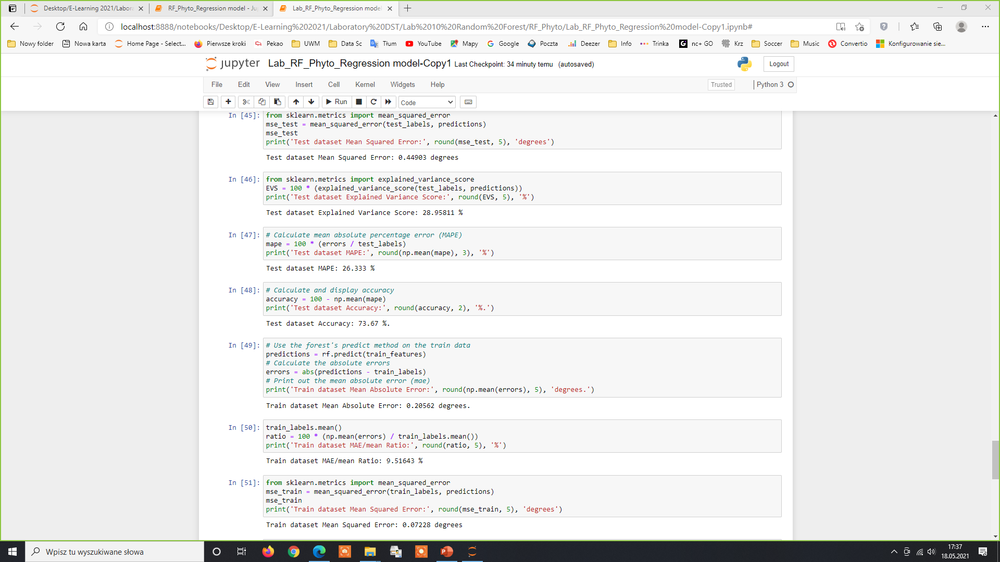 Desktop/E-Learning 2021/Labora
RF_Phyto_Regression model - Ju
Lab_RF_Phyto_Regression model
localhost:8888/notebooks/Desktop/E-Learning%202021/Laboratory%20DST/Lab%2010%20Random%20Forest/RF_Phyto/Lab_RF_Phyto_Regression%20model-Copy1.ipynb#
New folder Nowa karta Home Page - Select... Pierwsze kroki Pekao UWM Data Sc Tłum YouTube Mapy Google Poczta Deezer Info Trinka nc+ GO Krz Soccer Music Convertio Konfigurowanie sie...
jupyter Lab_RF_Phyto_Regression model-Copy1 Last Checkpoint: 34 minuty temu (autosaved) Logout
File Edit View Insert Cell Kernel Widgets Help Trusted Python 3
Run Code
In [45]: from sklearn.metrics import mean_squared_error
mse_test = mean_squared_error(test_labels, predictions)
mse_test
print('Test dataset Mean Squared Error:', round(mse_test, 5), 'degrees')
Test dataset Mean Squared Error: 0.44903 degrees
In [46]: from sklearn.metrics import explained_variance_score
EVS = 100 * (explained_variance_score(test_labels, predictions))
print('Test dataset Explained Variance Score:', round(EVS, 5), '%')
Test dataset Explained Variance Score: 28.95811 %
In [47]: # Calculate mean absolute percentage error (MAPE)
mape = 100 * (errors / test_labels)
print('Test dataset MAPE:', round(np.mean(mape), 3), '%')
Test dataset MAPE: 26.333 %
In [48]: # Calculate and display accuracy
accuracy = 100 - np.mean(mape)
print('Test dataset Accuracy:', round(accuracy, 2), '%.')
Test dataset Accuracy: 73.67 %.
In [49]: # Use the forest's predict method on the train data
predictions = rf.predict(train_features)
# Calculate the absolute errors
errors = abs(predictions - train_labels)
# Print out the mean absolute error (mae)
print('Train dataset Mean Absolute Error:', round(np.mean(errors), 5), 'degrees.')
Train dataset Mean Absolute Error: 0.20562 degrees.
In [50]: train_labels.mean()
ratio = 100 * (np.mean(errors) / train_labels.mean())
print('Train dataset MAE/mean Ratio:', round(ratio, 5), '%')
Train dataset MAE/mean Ratio: 9.51643 %
In [51]: from sklearn.metrics import mean_squared_error
mse_train = mean_squared_error(train_labels, predictions)
mse_train
print('Train dataset Mean Squared Error:', round(mse_train, 5), 'degrees')
Train dataset Mean Squared Error: 0.07228 degrees
Wpisz tu wyszukiwane słowa
17:37
18.05.2021